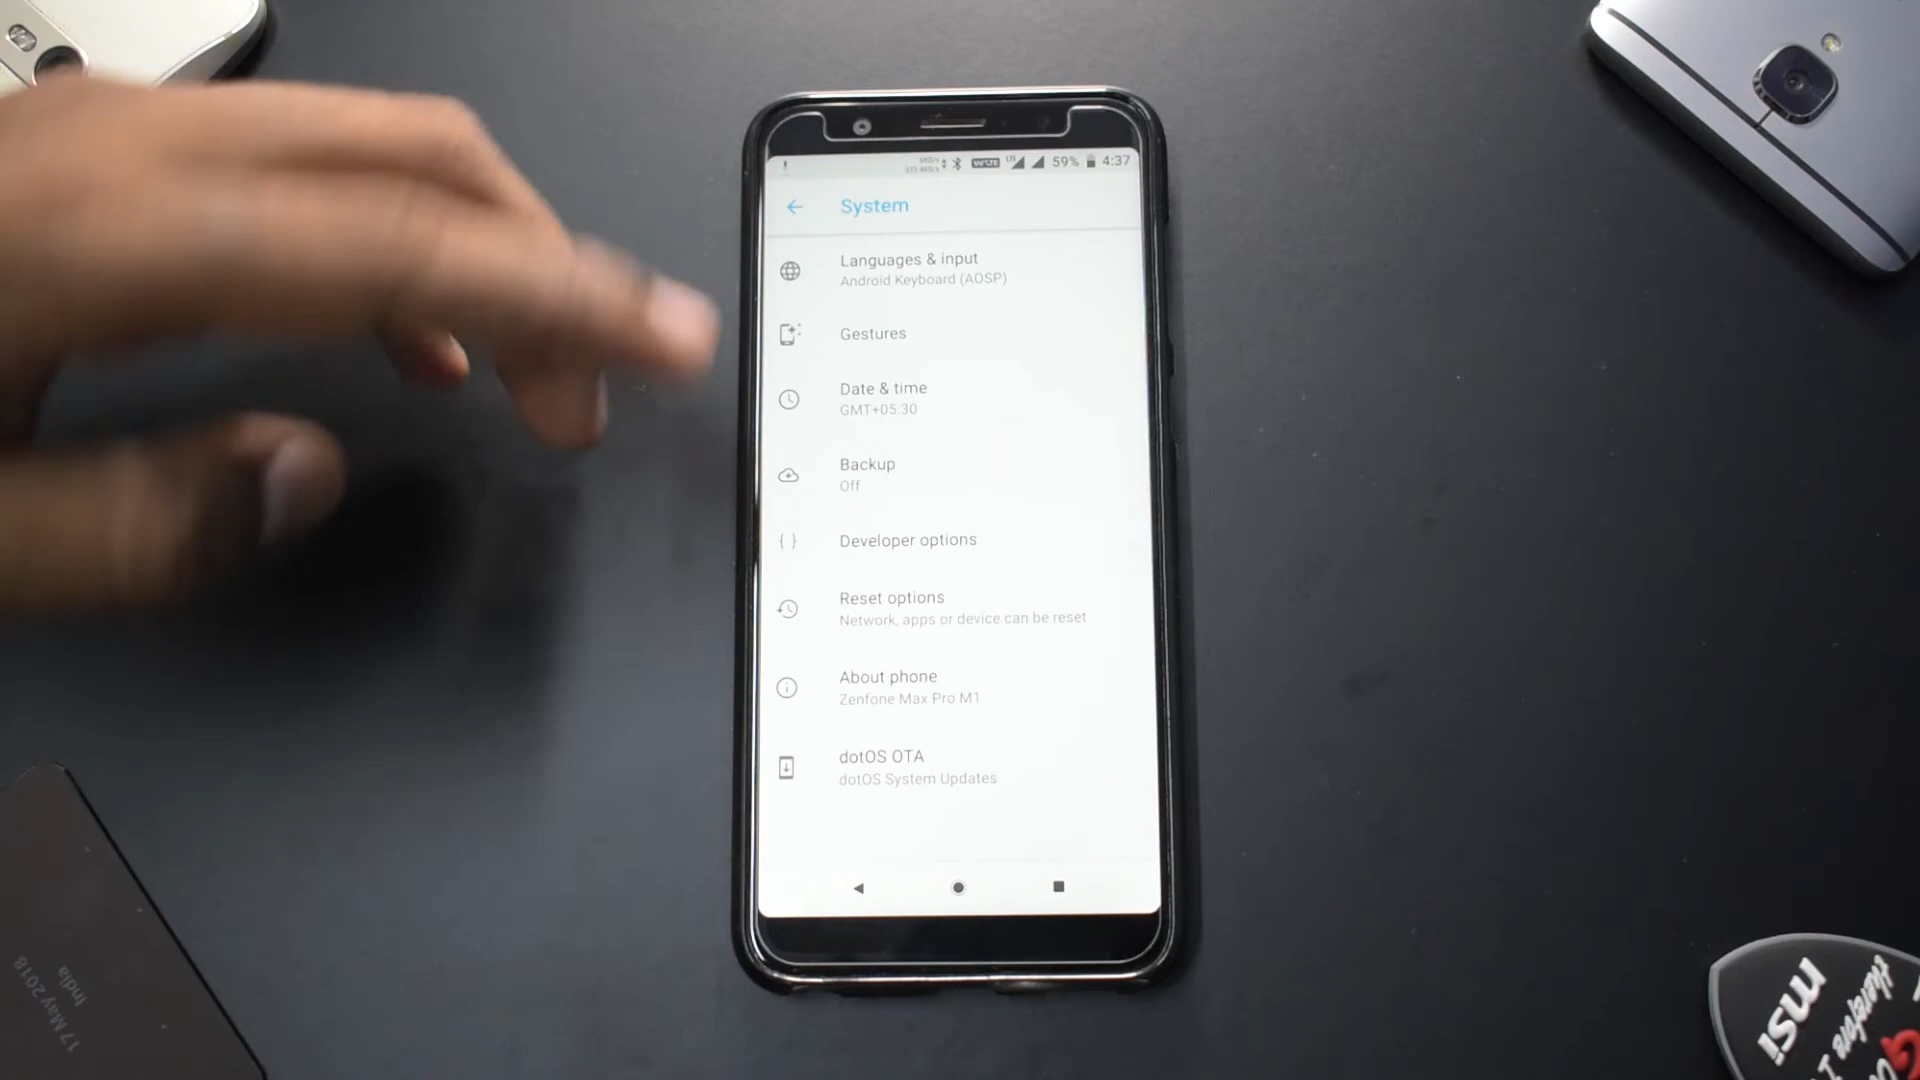 VoLTE 59% 4:37
System
Languages & input
Android Keyboard (AOSP)
Gestures
Date & time
GMT+05:30
Backup
Off
{ } Developer options
Reset options
Network, apps or device can be reset
About phone
Zenfone Max Pro M1
dotOS OTA
dotOS System Updates
17 May 2018
India
msi
therefore I